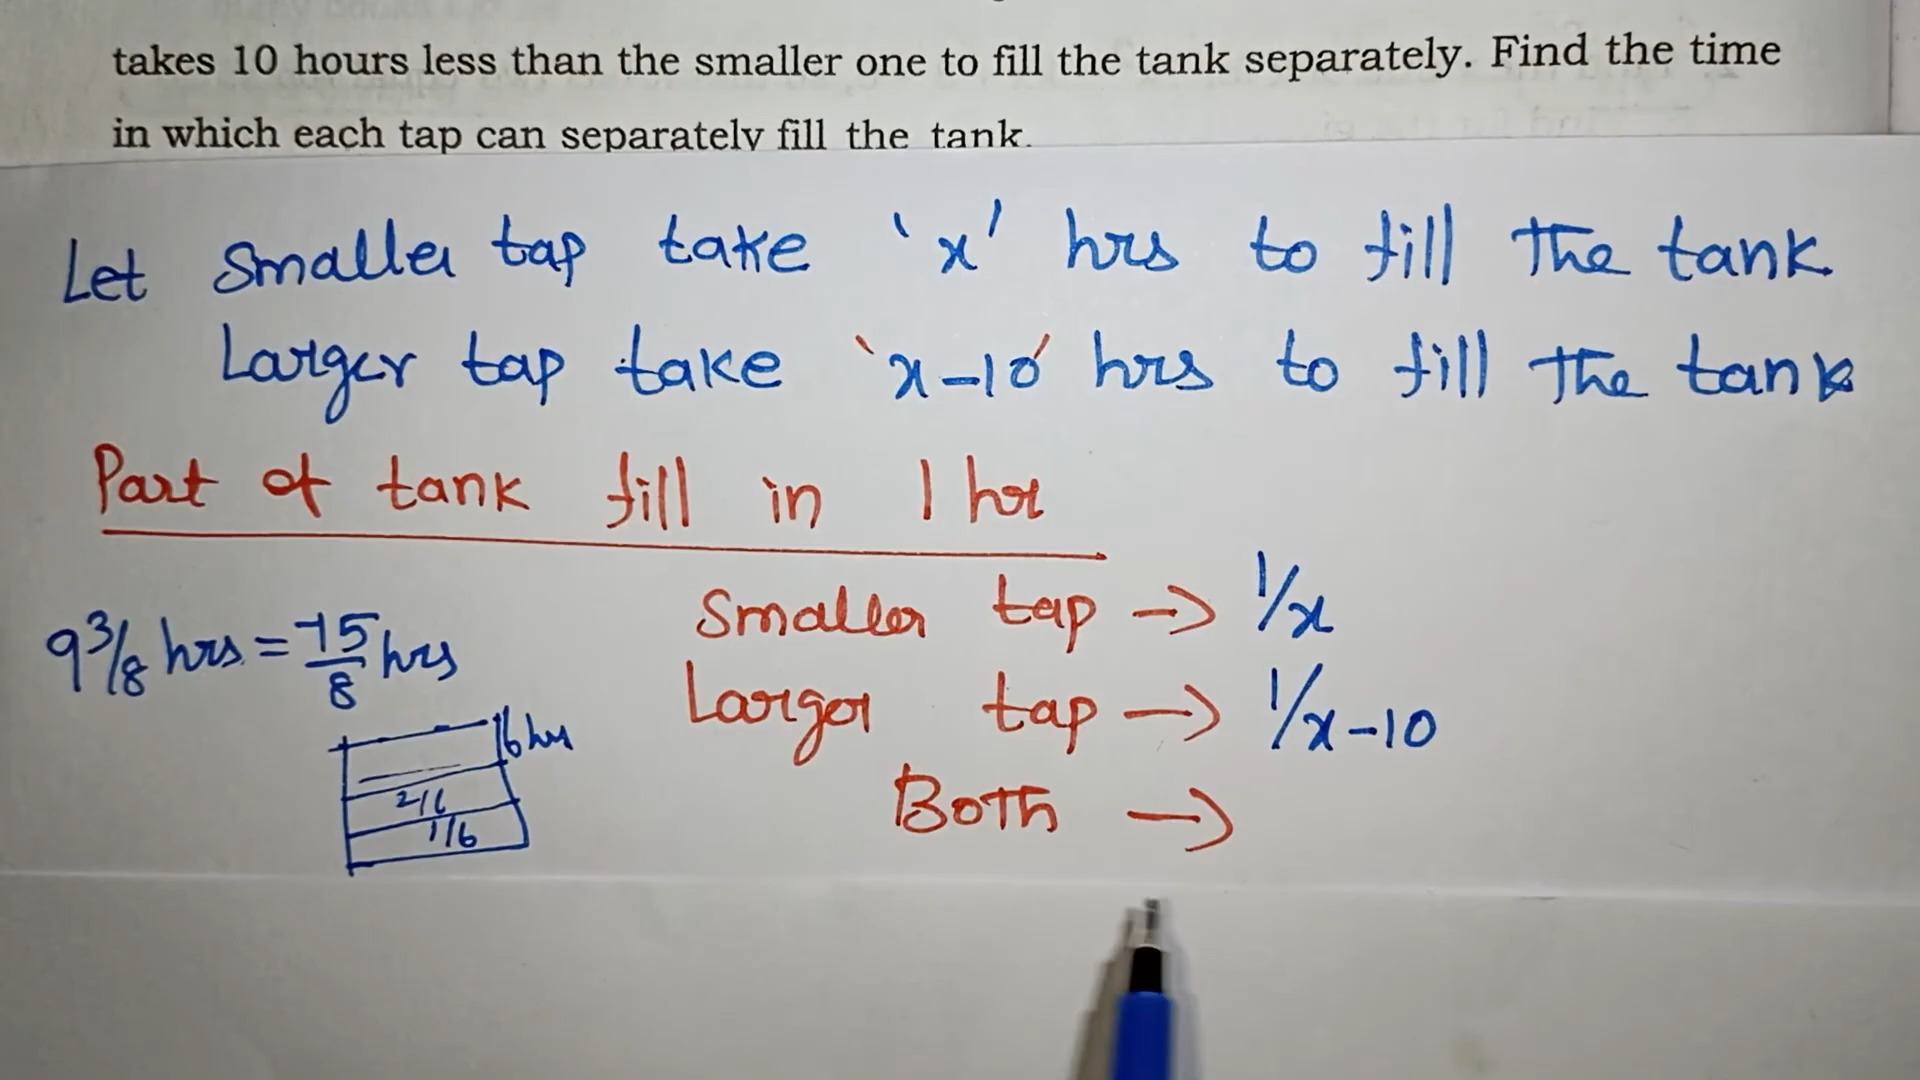 takes 10 hours less than the smaller one to fill the tank separately. Find the time
in which each tap can separately fill the tank.
Let smaller tap take 'x' hrs to fill the tank
Larger tap take 'x-10' hrs to fill the tank
Part of tank fill in 1 hr
Smaller tap -> 1/x
9 3/8 hrs = 75/8 hrs
Larger tap -> 1/x-10
6 hrs
2/6
1/6
Both ->